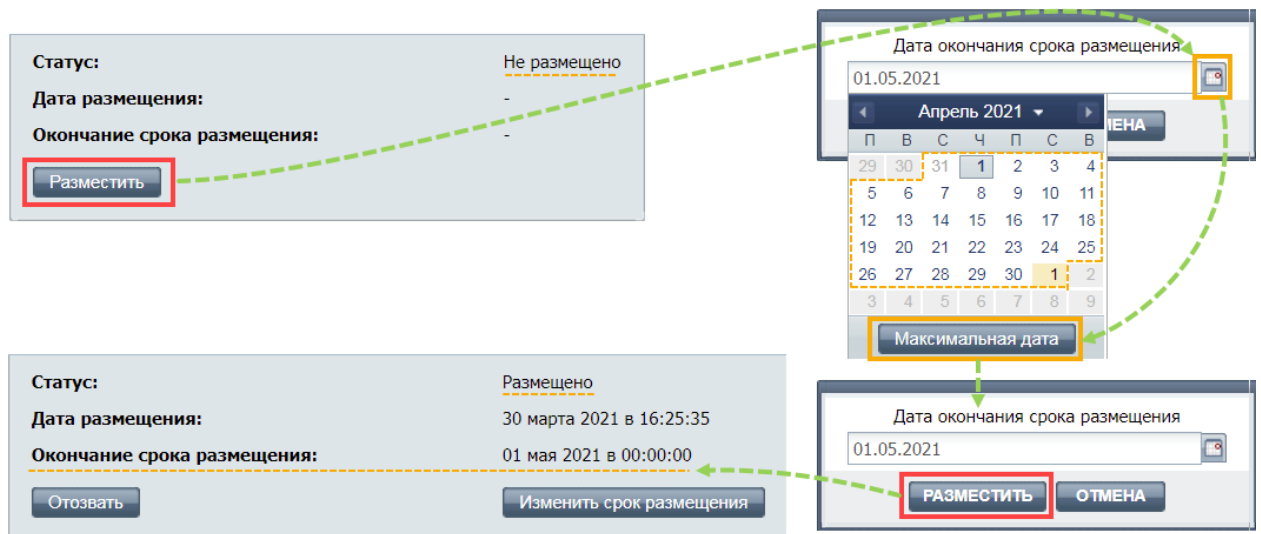 Статус: Не размещено
Дата размещения: -
Окончание срока размещения: -
Разместить
Дата окончания срока размещения
01.05.2021
МЕНА
Апрель 2021
П В С Ч П С В
29 30 31 1 2 3 4
5 6 7 8 9 10 11
12 13 14 15 16 17 18
19 20 21 22 23 24 25
26 27 28 29 30 1 2
3 4 5 6 7 8 9
Максимальная дата
Дата окончания срока размещения
01.05.2021
РАЗМЕСТИТЬ ОТМЕНА
Статус: Размещено
Дата размещения: 30 марта 2021 в 16:25:35
Окончание срока размещения: 01 мая 2021 в 00:00:00
Отозвать Изменить срок размещения